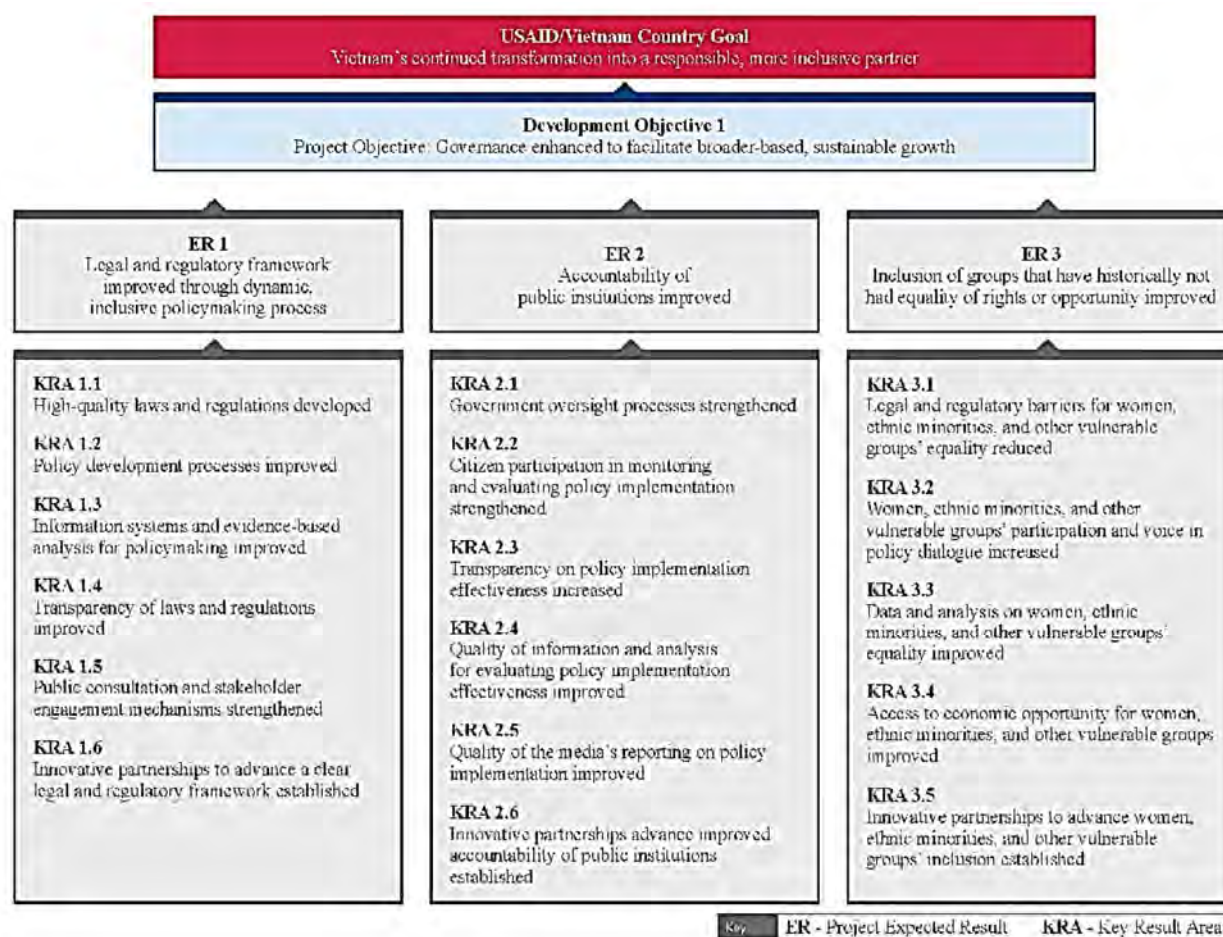 USAID/Vietnam Country Goal
Vietnam's continued transformation into a responsible, more inclusive partner
Development Objective 1
Project Objective: Governance enhanced to facilitate broader-based, sustainable growth
ER 1
Legal and regulatory framework
improved through dynamic,
inclusive policymaking process
KRA 1.1
High-quality laws and regulations developed
KRA 1.2
Policy development processes improved
KRA 1.3
Information systems and evidence-based
analysis for policymaking improved
KRA 1.4
Transparency of laws and regulations
improved
KRA 1.5
Public consultation and stakeholder
engagement mechanisms strengthened
KRA 1.6
Innovative partnerships to advance a clear
legal and regulatory framework established
ER 2
Accountability of
public institutions improved
KRA 2.1
Government oversight processes strengthened
KRA 2.2
Citizen participation in monitoring
and evaluating policy implementation
strengthened
KRA 2.3
Transparency on policy implementation
effectiveness increased
KRA 2.4
Quality of information and analysis
for evaluating policy implementation
effectiveness improved
KRA 2.5
Quality of the media's reporting on policy
implementation improved
KRA 2.6
Innovative partnerships advance improved
accountability of public institutions
established
ER 3
Inclusion of groups that have historically not
had equality of rights or opportunity improved
KRA 3.1
Legal and regulatory barriers for women,
ethnic minorities, and other vulnerable
groups' equality reduced
KRA 3.2
Women, ethnic minorities, and other
vulnerable groups' participation and voice in
policy dialogue increased
KRA 3.3
Data and analysis on women, ethnic
minorities, and other vulnerable groups'
equality improved
KRA 3.4
Access to economic opportunity for women,
ethnic minorities, and other vulnerable groups
improved
KRA 3.5
Innovative partnerships to advance women,
ethnic minorities, and other vulnerable
groups' inclusion established
Key ER - Project Expected Result KRA - Key Result Area